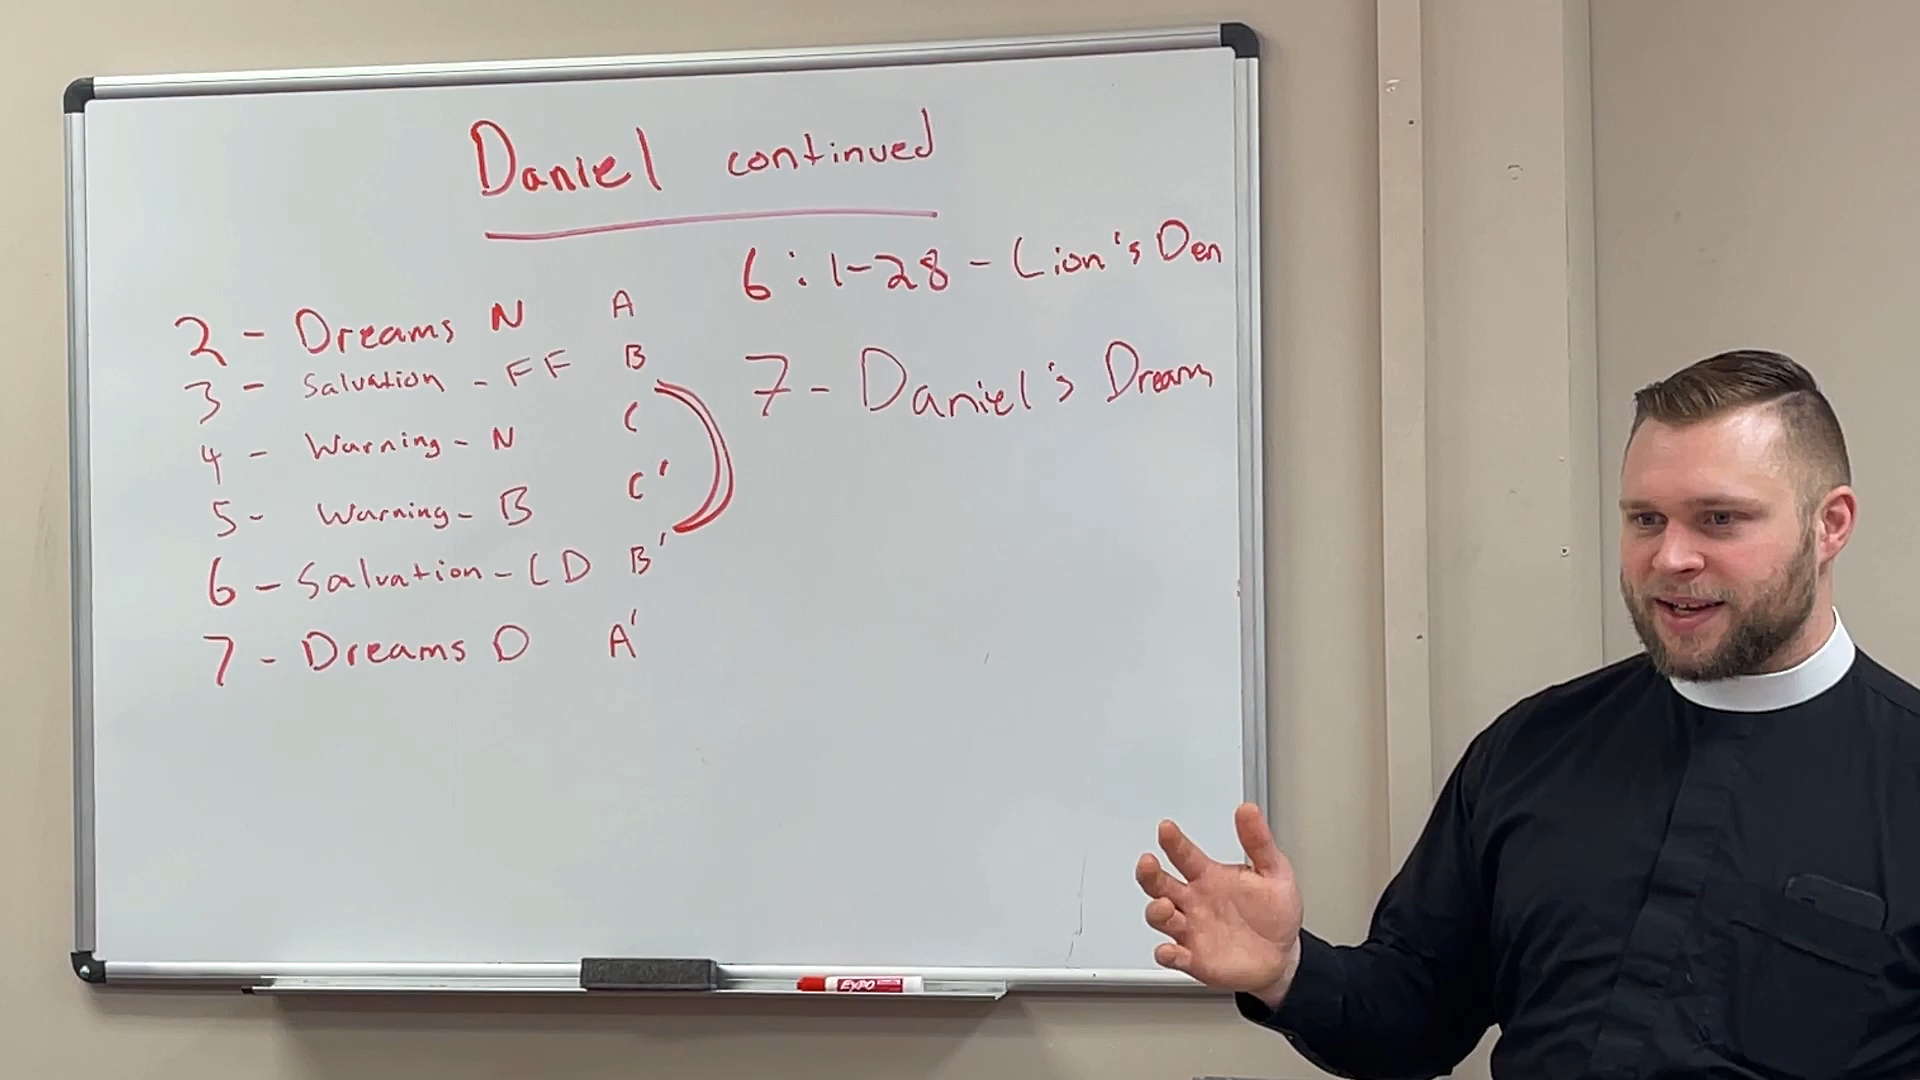 Daniel continued
2 - Dreams N A
3 - Salvation - FF B
4 - Warning - N C
5 - Warning - B C'
6 - Salvation - LD B'
7 - Dreams D A'
6:1-28 - Lion's Den
7 - Daniel's Dream
EXPO